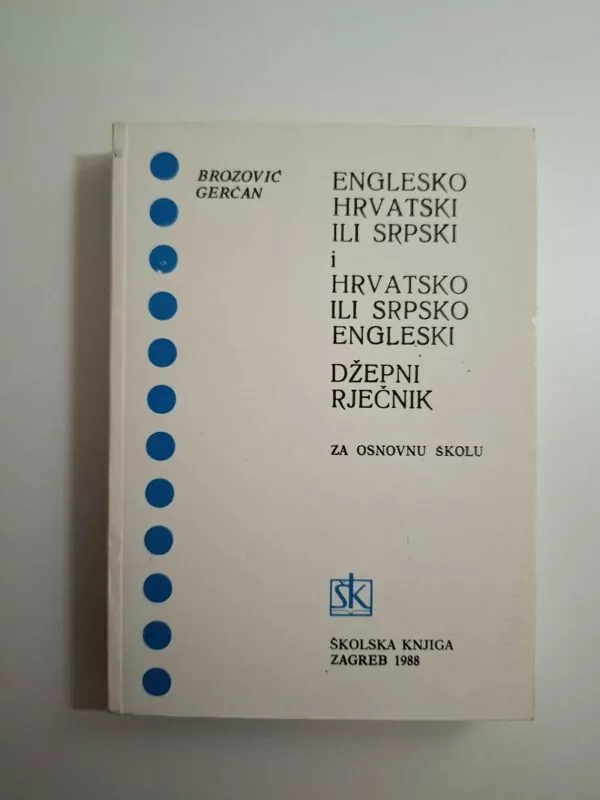 BROZOVIĆ
GERČAN
ENGLESKO
HRVATSKI
ILI SRPSKI
i
HRVATSKO
ILI SRPSKO
ENGLESKI
DŽEPNI
RJEČNIK
ZA OSNOVNU ŠKOLU
ŠK
ŠKOLSKA KNJIGA
ZAGREB 1988